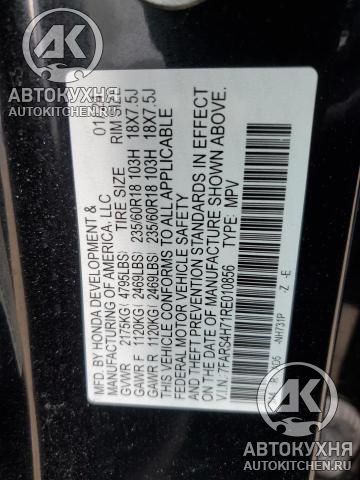 АВТОКУХНЯ
AUTOKITCHEN.RU
АВТОКУХНЯ
AUTOKITCHEN.RU
MFD. BY HONDA DEVELOPMENT &
MANUFACTURING OF AMERICA, LLC
GVWR 2175KG ( 4795LBS) TIRE SIZE RIM SIZE
GAWR F 1120KG ( 2469LBS) 235/60R18 103H 18X7.5J
GAWR R 1120KG ( 2469LBS) 235/60R18 103H 18X7.5J
THIS VEHICLE CONFORMS TO ALL APPLICABLE
FEDERAL MOTOR VEHICLE SAFETY
AND THEFT PREVENTION STANDARDS IN EFFECT
ON THE DATE OF MANUFACTURE SHOWN ABOVE.
V.I.N.: 7FARS4H71RE010856
TYPE: MPV
NH731P
-Z -E
АВТОКУХНЯ
AUTOKITCHEN.RU